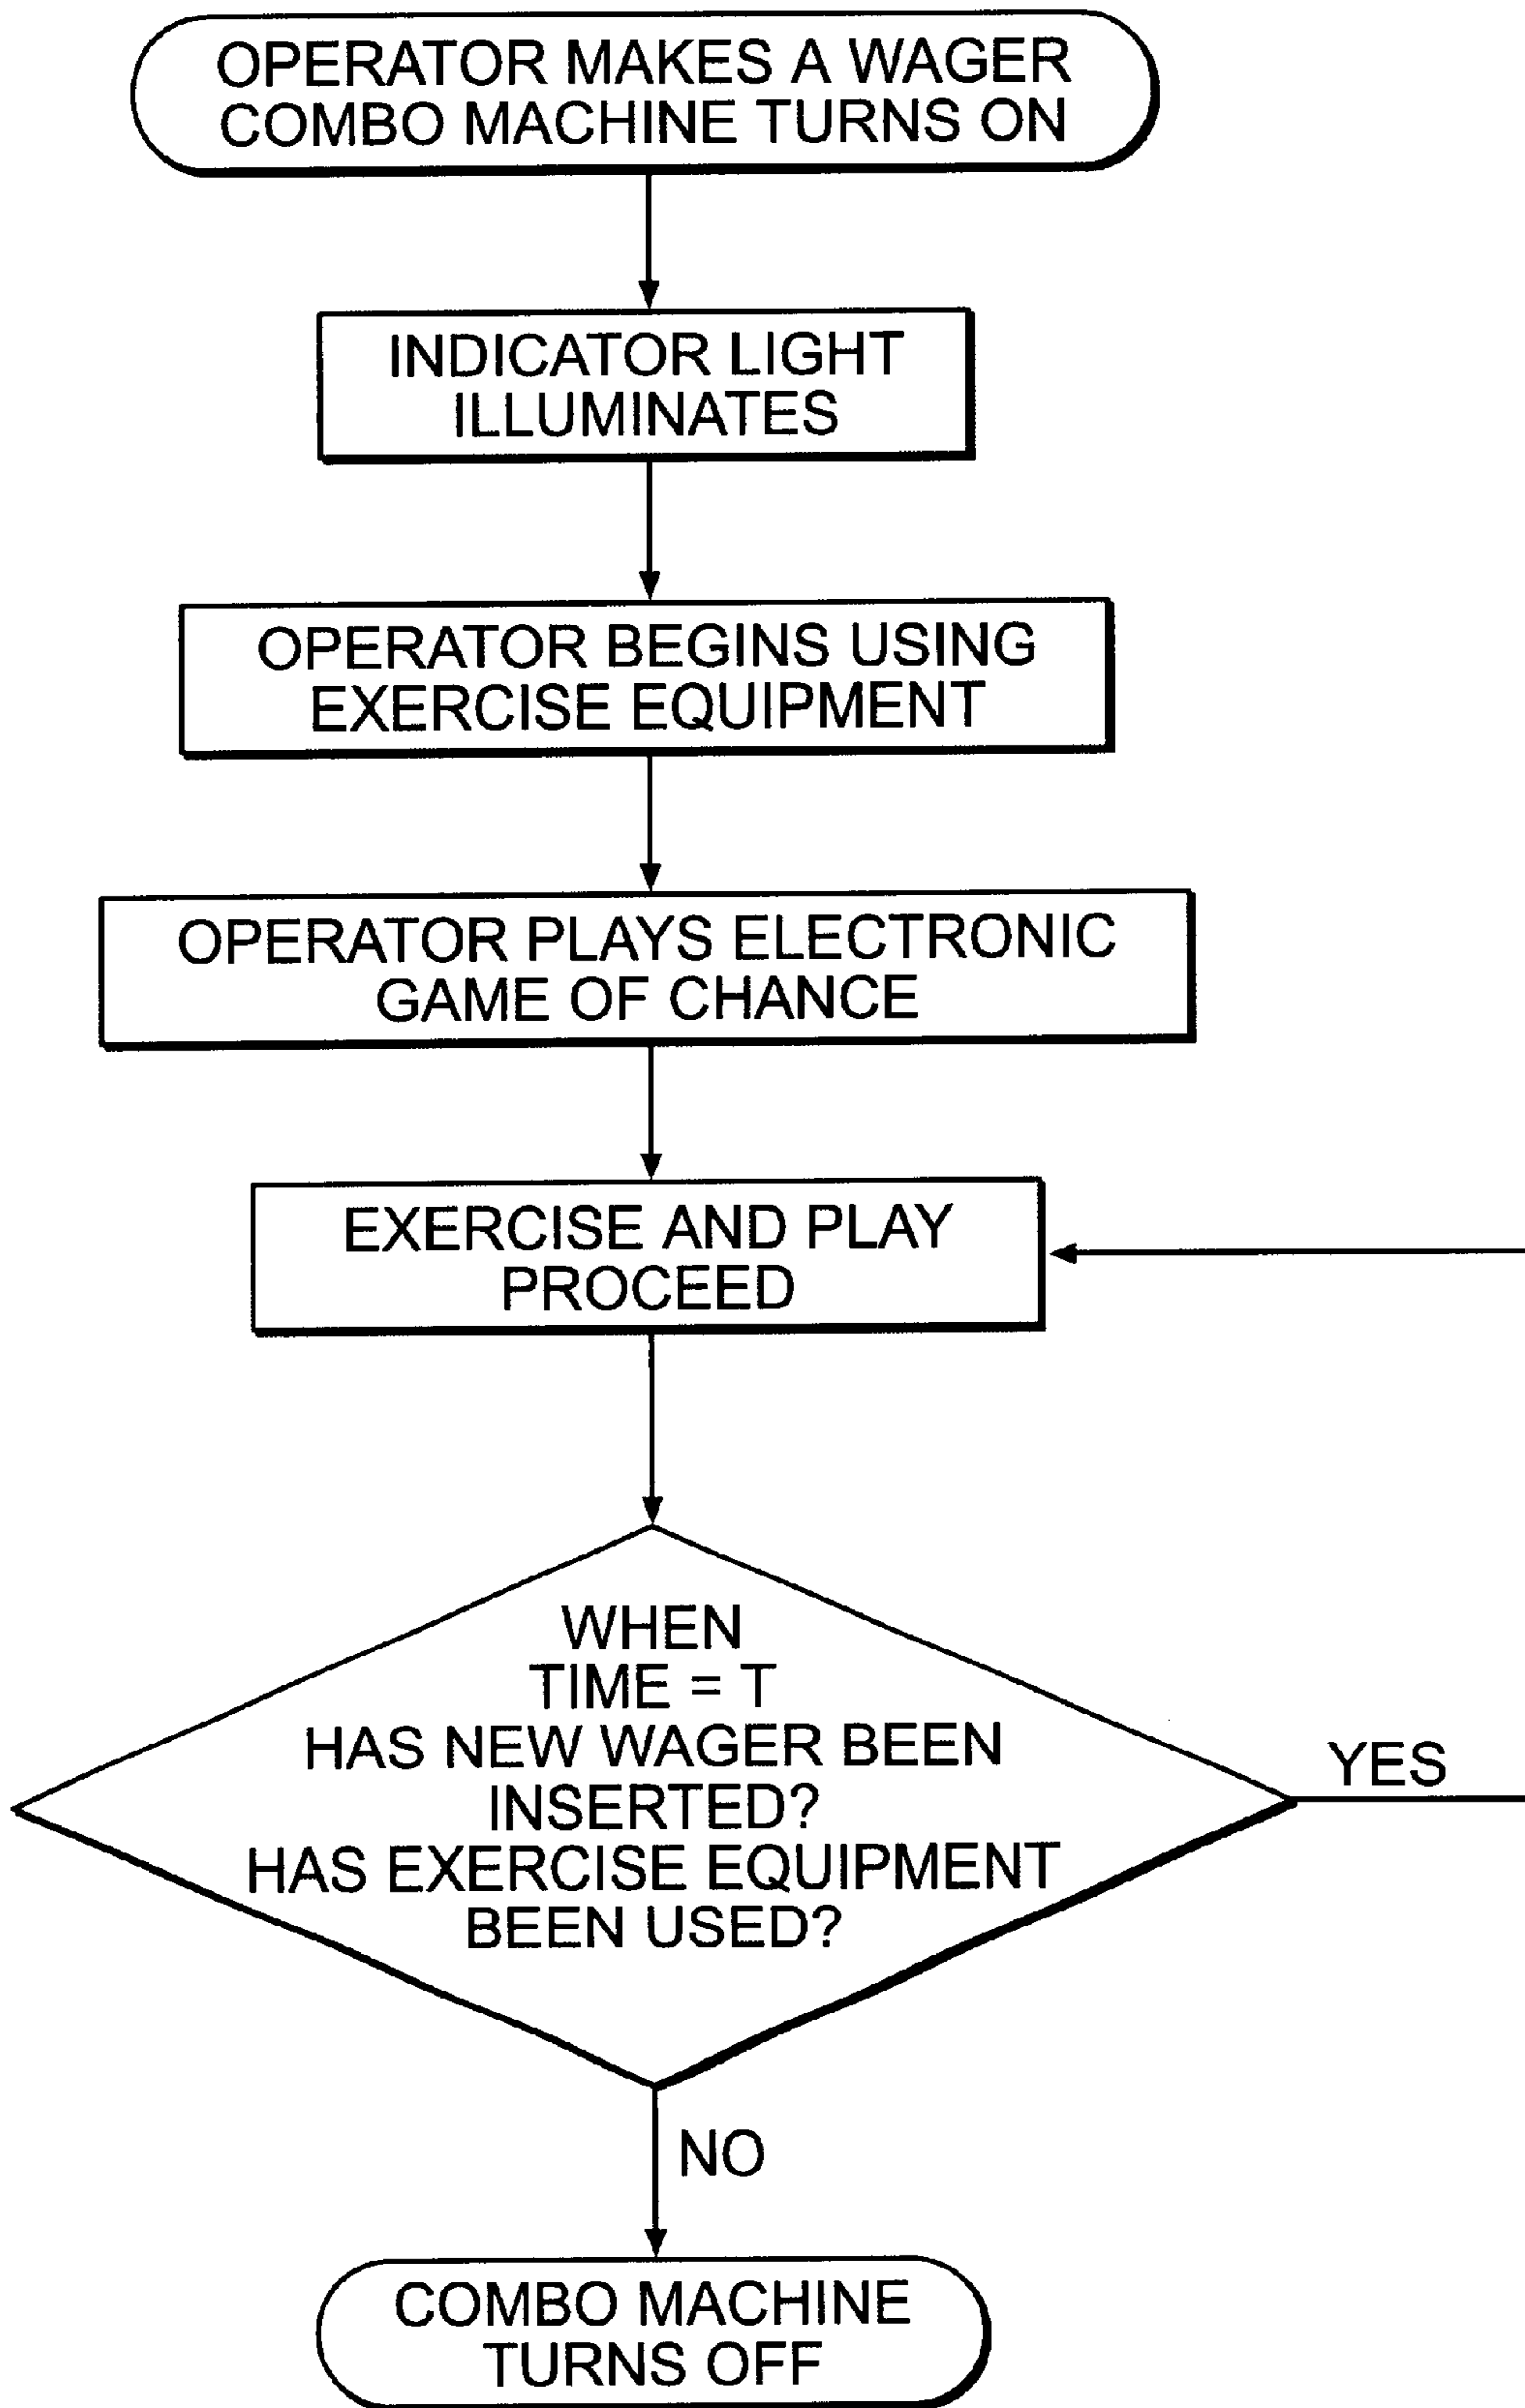 OPERATOR MAKES A WAGER
COMBO MACHINE TURNS ON
INDICATOR LIGHT
ILLUMINATES
OPERATOR BEGINS USING
EXERCISE EQUIPMENT
OPERATOR PLAYS ELECTRONIC
GAME OF CHANCE
EXERCISE AND PLAY
PROCEED
WHEN
TIME = T
HAS NEW WAGER BEEN
INSERTED?
HAS EXERCISE EQUIPMENT
BEEN USED?
YES
NO
COMBO MACHINE
TURNS OFF